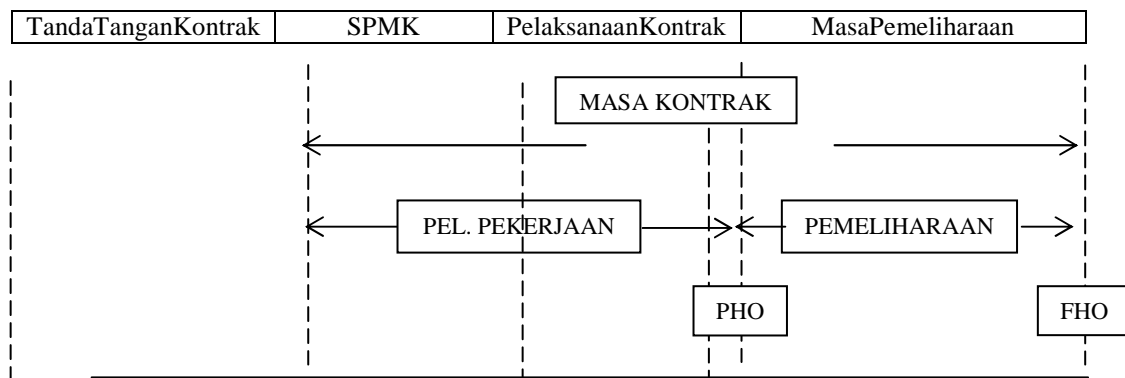 TandaTanganKontrak SPMK PelaksanaanKontrak MasaPemeliharaan
MASA KONTRAK
PEL. PEKERJAAN PEMELIHARAAN
PHO FHO